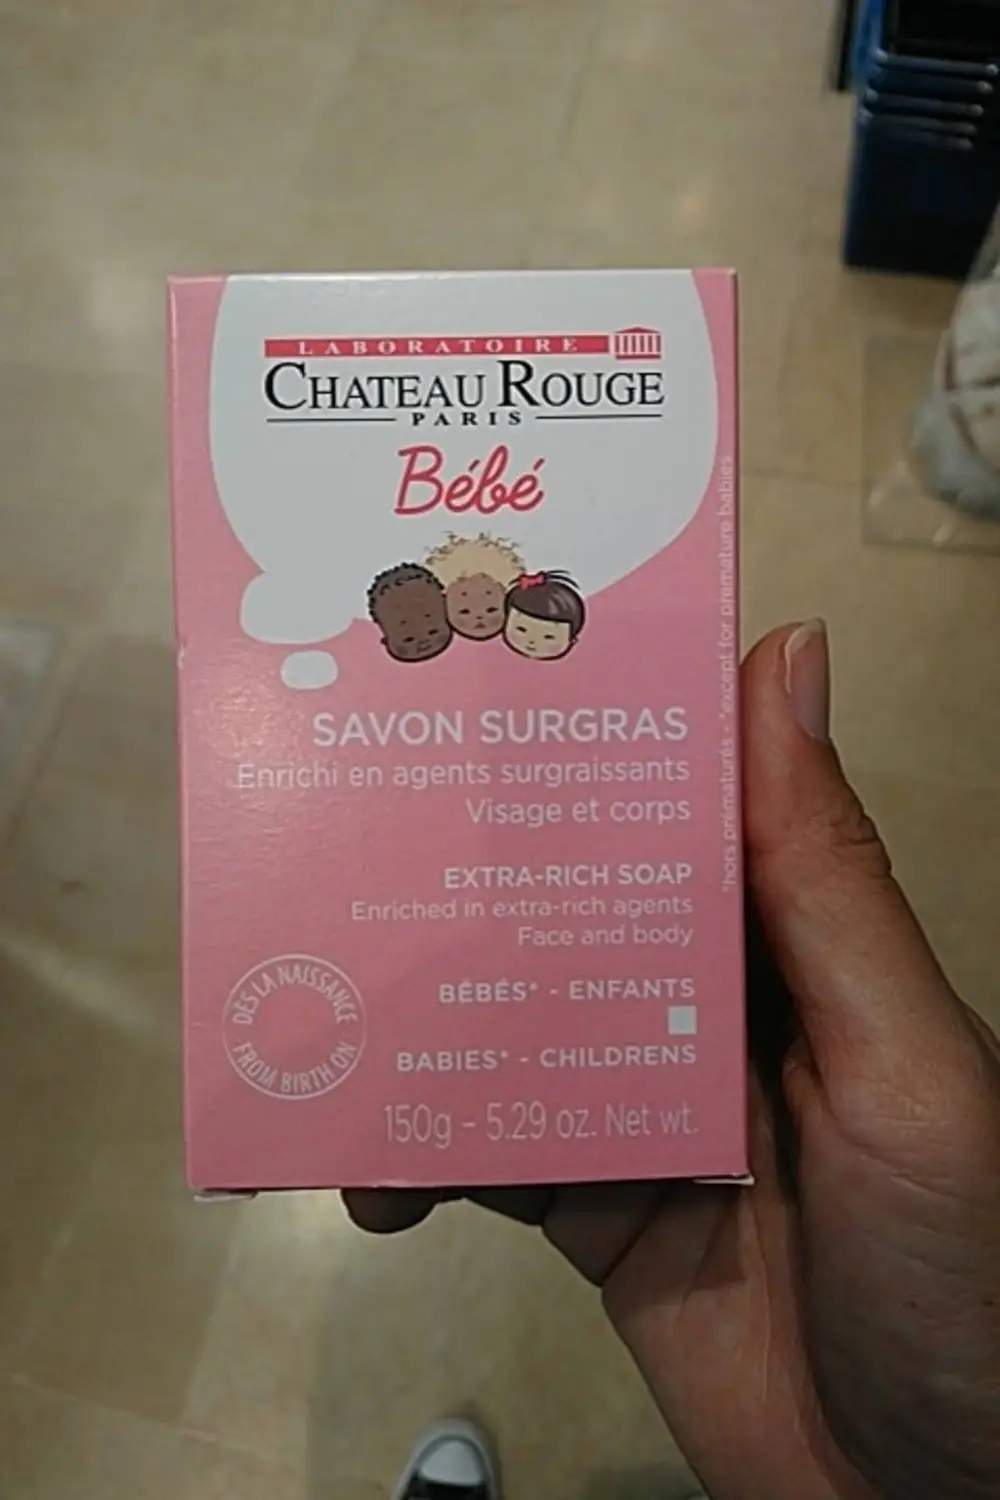 LABORATOIRE
CHATEAU ROUGE
PARIS
Bébé
SAVON SURGRAS
Enrichi en agents surgraissants
Visage et corps
EXTRA-RICH SOAP
Enriched in extra-rich agents
Face and body
DÈS LA NAISSANCE
FROM BIRTH ON
BÉBÉS* - ENFANTS
BABIES* - CHILDRENS
150g - 5.29 oz. Net wt.
*hors prématurés - *except for premature babies